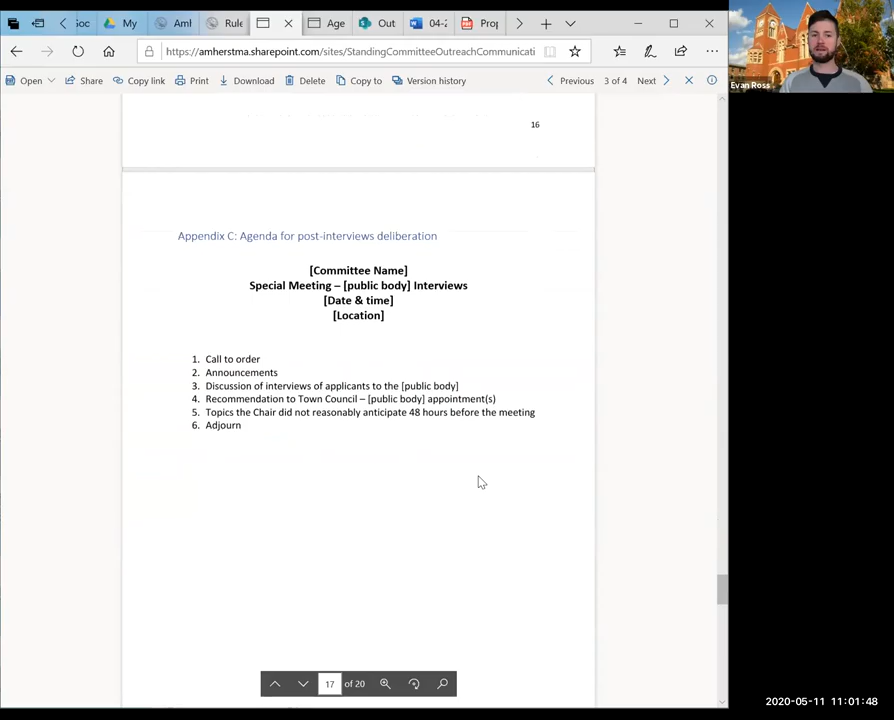 ioc
My
Aml
Rule
Age
Out
04-2
Prop
https://amherstma.sharepoint.com/sites/StandingCommitteeOutreachCommunicati
Open
Share
Copy link
Print
Download
Delete
Copy to
Version history
Previous
3 of 4
Next
Evan Ross
16
Appendix C: Agenda for post-interviews deliberation
[Committee Name]
Special Meeting – [public body] Interviews
[Date & time]
[Location]
1. Call to order
2. Announcements
3. Discussion of interviews of applicants to the [public body]
4. Recommendation to Town Council – [public body] appointment(s)
5. Topics the Chair did not reasonably anticipate 48 hours before the meeting
6. Adjourn
17 of 20
2020-05-11 11:01:48